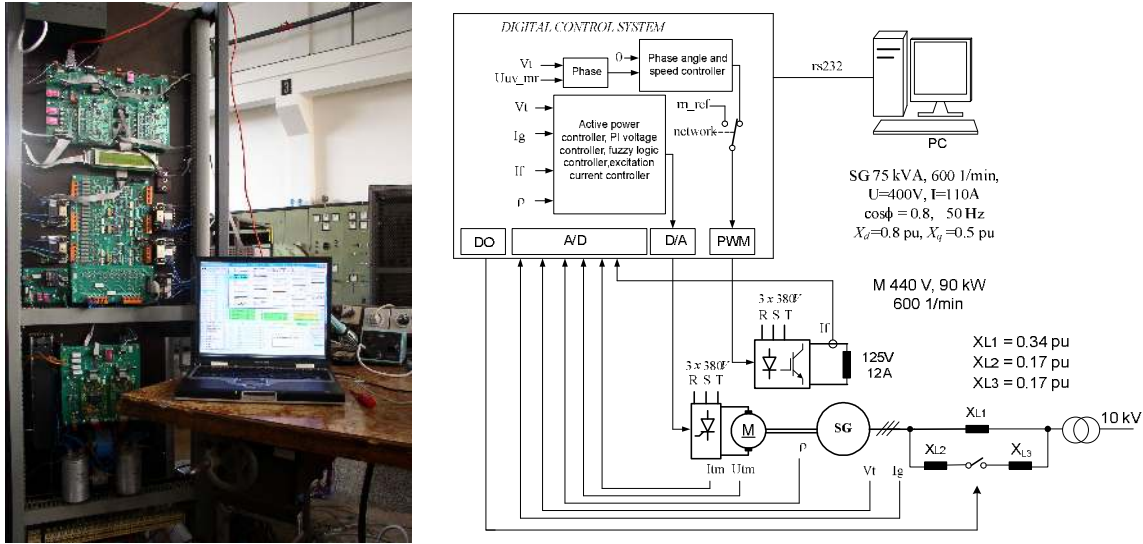 DIGITAL CONTROL SYSTEM
Vt
Uuv_mr
Phase
0
Phase angle and
speed controller
m_ref
network
Vt
Ig
If
ρ
Active power
controller, PI voltage
controller, fuzzy logic
controller,excitation
current controller
DO
A/D
D/A
PWM
rs232
PC
SG 75 kVA, 600 1/min,
U=400V, I=110A
cosϕ = 0.8, 50 Hz
Xd=0.8 pu, Xq=0.5 pu
M 440 V, 90 kW
600 1/min
XL1 = 0.34 pu
XL2 = 0.17 pu
XL3 = 0.17 pu
3 x 380V
R S T
If
125V
12A
3 x 380V
R S T
M
SG
XL1
XL2
XL3
10 kV
Itm Utm
ρ
Vt
Ig